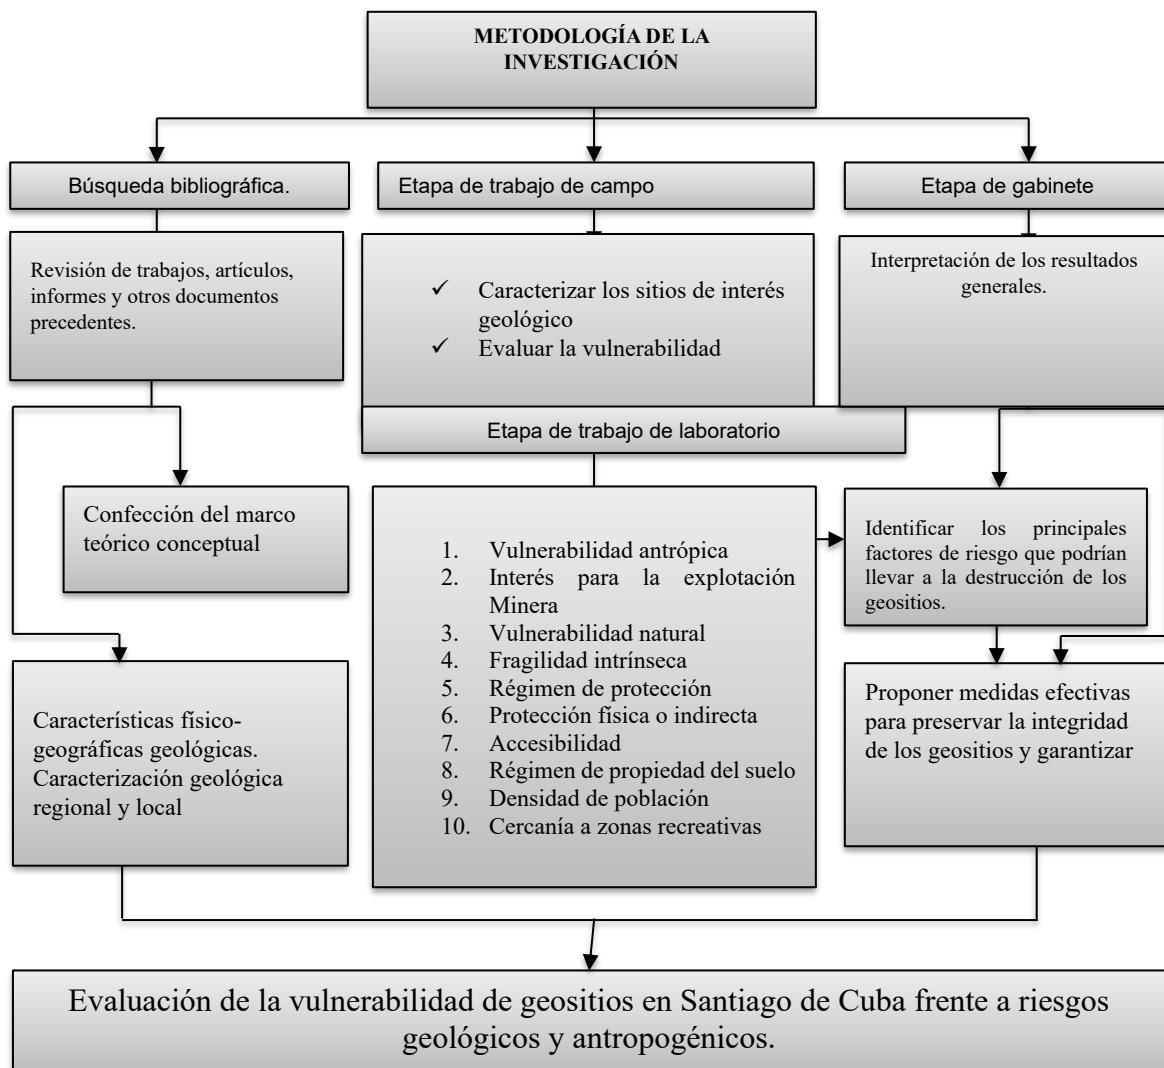 METODOLOGÍA DE LA
INVESTIGACIÓN
Búsqueda bibliográfica.
Etapa de trabajo de campo
Etapa de gabinete
Revisión de trabajos, artículos,
informes y otros documentos
precedentes.
✓ Caracterizar los sitios de interés
geológico
✓ Evaluar la vulnerabilidad
Interpretación de los resultados
generales.
Etapa de trabajo de laboratorio
Confección del marco
teórico conceptual
1. Vulnerabilidad antrópica
2. Interés para la explotación
Minera
3. Vulnerabilidad natural
4. Fragilidad intrínseca
5. Régimen de protección
6. Protección física o indirecta
7. Accesibilidad
8. Régimen de propiedad del suelo
9. Densidad de población
10. Cercanía a zonas recreativas
Identificar los principales
factores de riesgo que podrían
llevar a la destrucción de los
geositios.
Características físico-
geográficas geológicas.
Caracterización geológica
regional y local
Proponer medidas efectivas
para preservar la integridad
de los geositios y garantizar
Evaluación de la vulnerabilidad de geositios en Santiago de Cuba frente a riesgos
geológicos y antropogénicos.